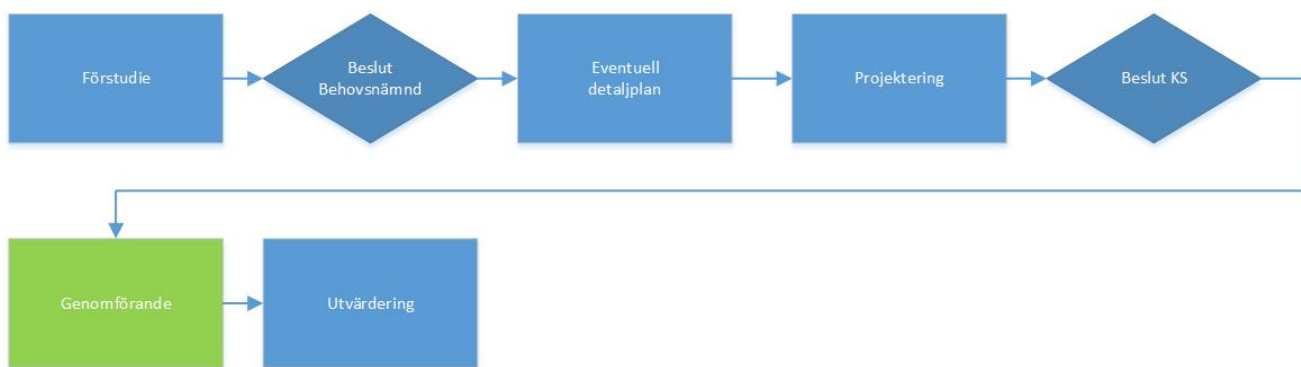 Förstudie
Beslut
Behovsnämnd
Eventuell
detaljplan
Projektering
Beslut KS
Genomförande
Utvärdering